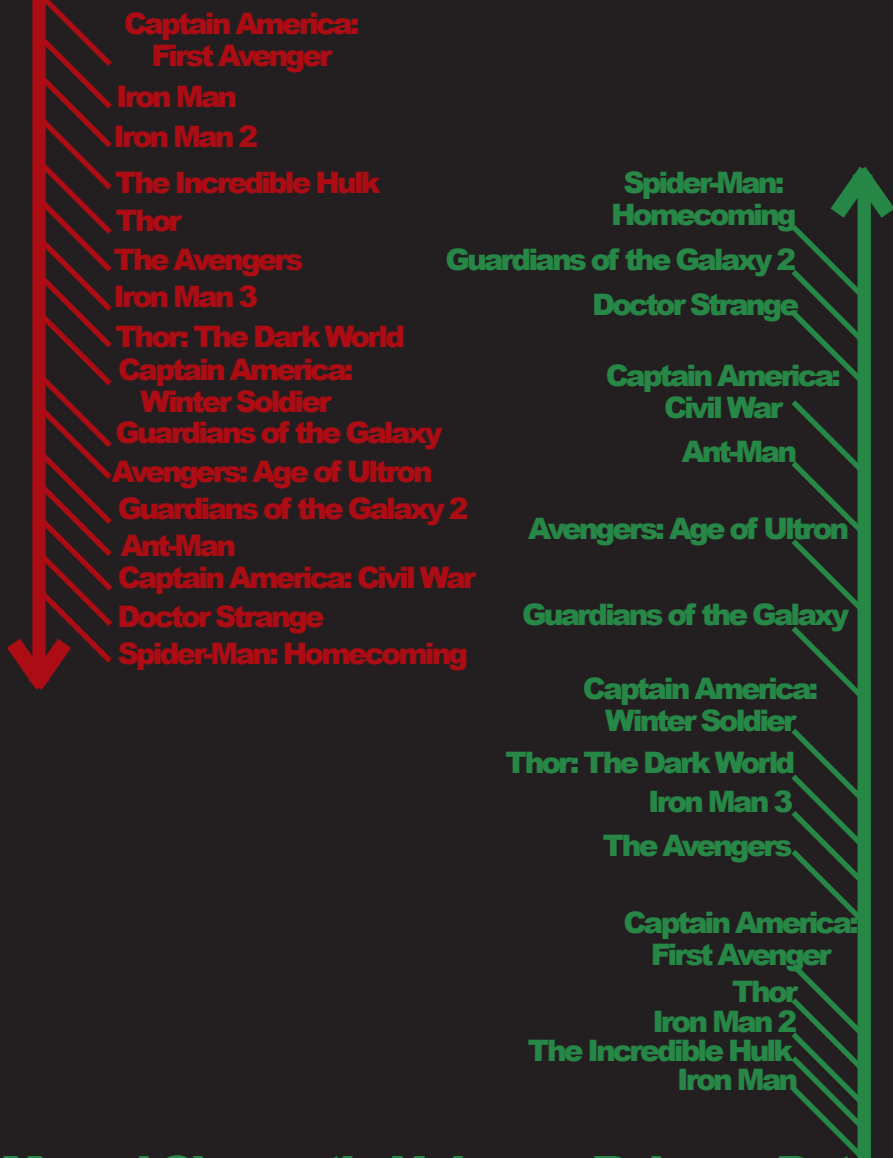 Captain America:
First Avenger
Iron Man
Iron Man 2
The Incredible Hulk
Thor
The Avengers
Iron Man 3
Thor: The Dark World
Captain America:
Winter Soldier
Guardians of the Galaxy
Avengers: Age of Ultron
Guardians of the Galaxy 2
Ant-Man
Captain America: Civil War
Doctor Strange
Spider-Man: Homecoming
Spider-Man:
Homecoming
Guardians of the Galaxy 2
Doctor Strange
Captain America:
Civil War
Ant-Man
Avengers: Age of Ultron
Guardians of the Galaxy
Captain America:
Winter Soldier
Thor: The Dark World
Iron Man 3
The Avengers
Captain America:
First Avenger
Thor
Iron Man 2
The Incredible Hulk
Iron Man